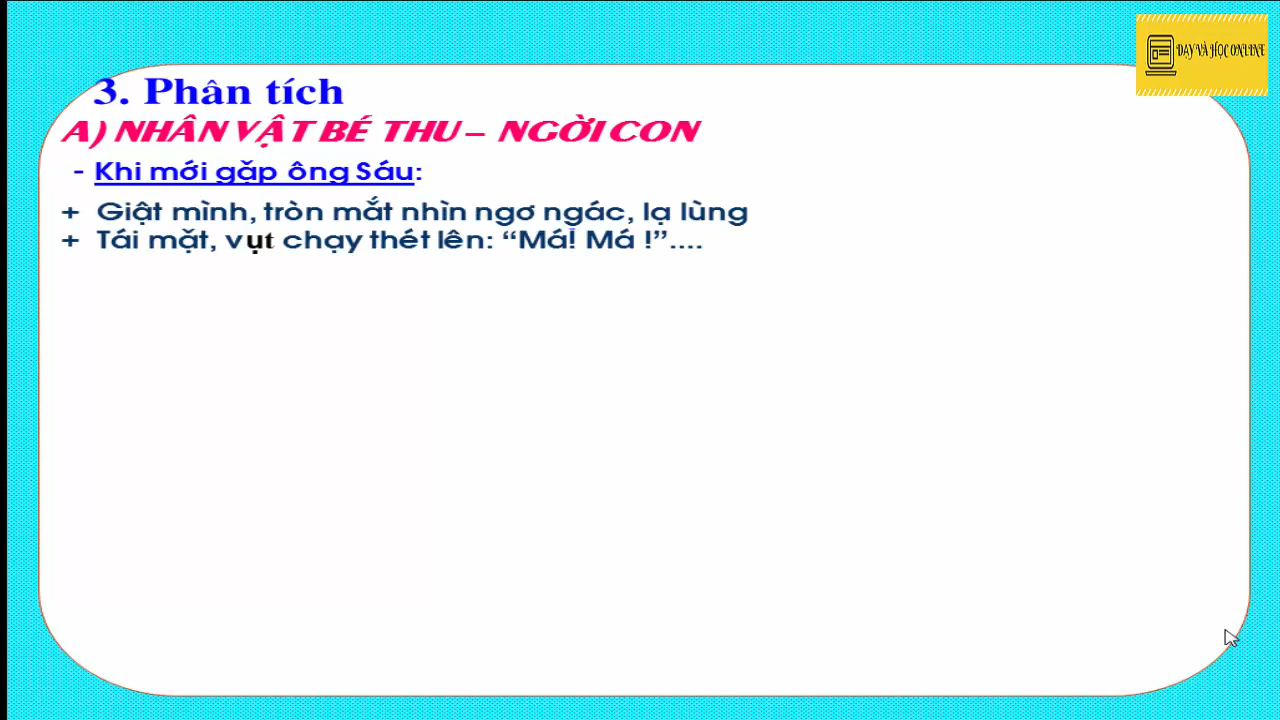 DẠY VÀ HỌC ONLINE
3. Phân tích
A) NHÂN VẬT BÉ THU – NGỜI CON
- Khi mới gặp ông Sáu:
+ Giật mình, tròn mắt nhìn ngơ ngác, lạ lùng
+ Tái mặt, vụt chạy thét lên: “Má! Má !”....